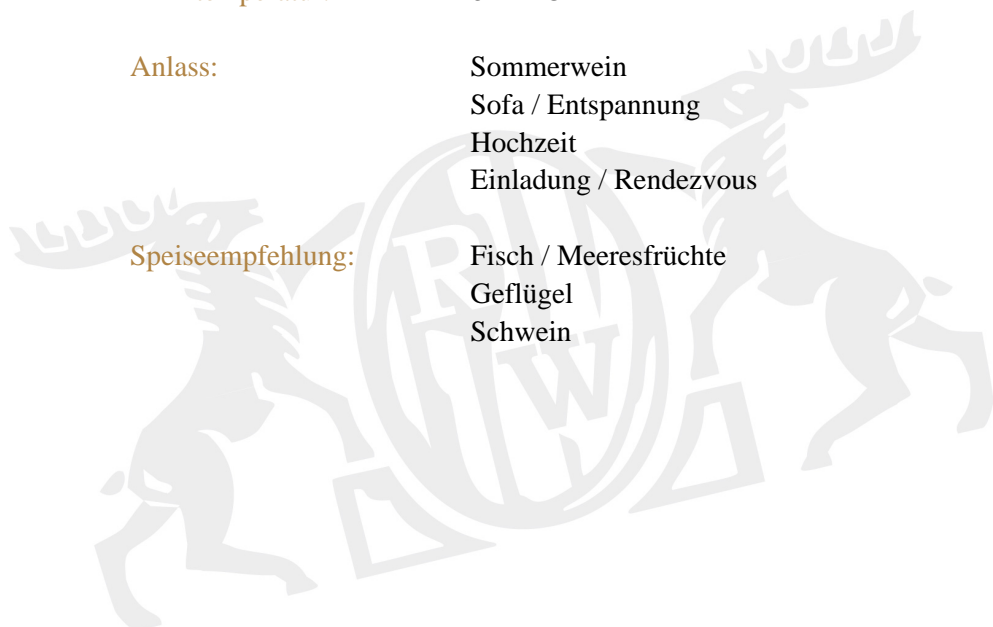 Anlass: Sommerwein
Sofa / Entspannung
Hochzeit
Einladung / Rendezvous
Speiseempfehlung: Fisch / Meeresfrüchte
Geflügel
Schwein
R
W